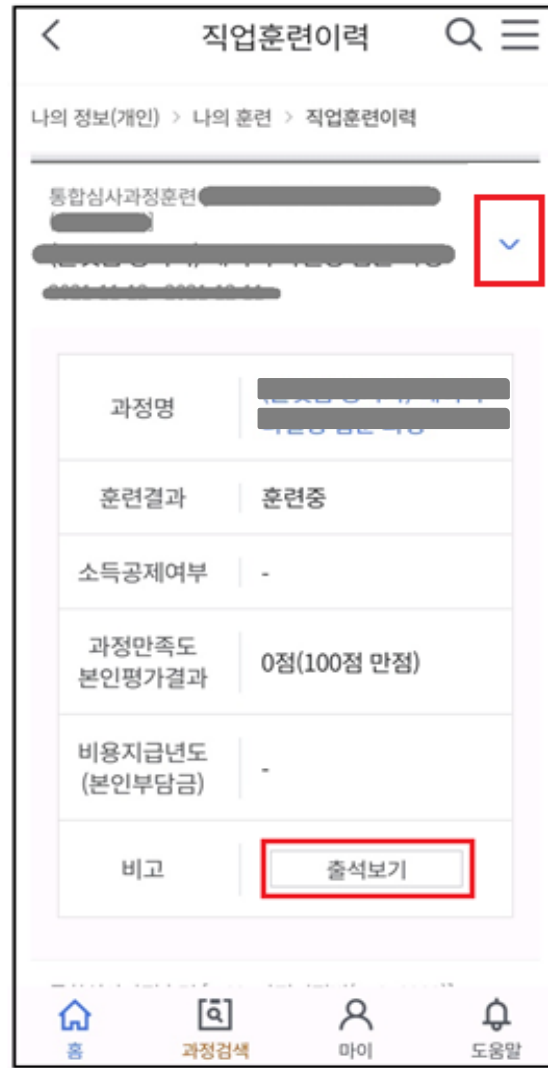 직업훈련이력
나의 정보(개인) > 나의 훈련 > 직업훈련이력
통합심사과정훈련
과정명
훈련결과
훈련중
소득공제여부
-
과정만족도
본인평가결과
0점(100점 만점)
비용지급년도
(본인부담금)
-
비고
출석보기
홈
과정검색
마이
도움말